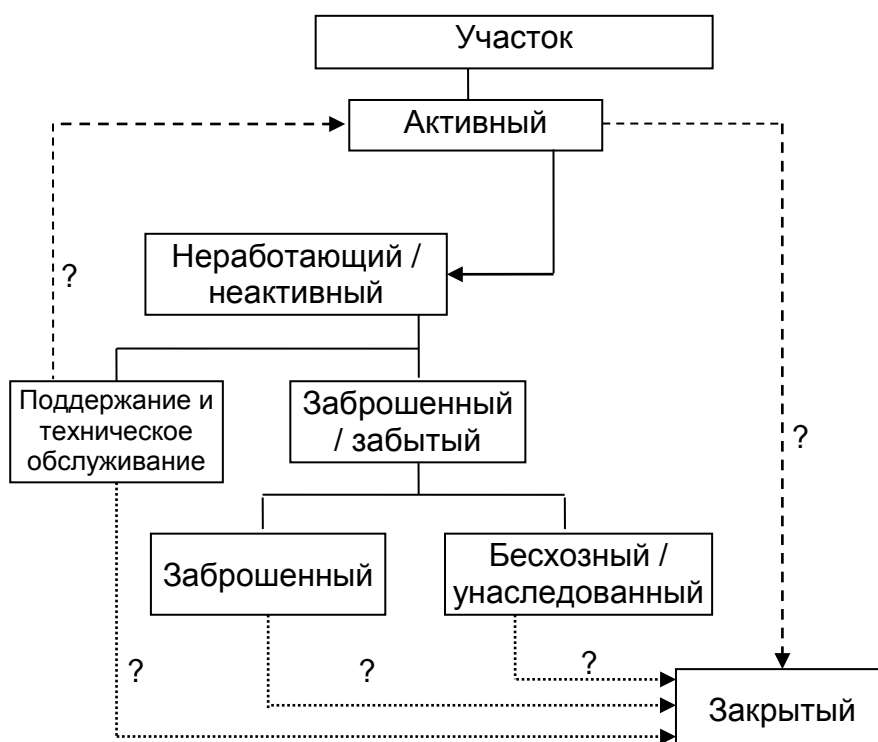 Участок
Активный
Неработающий /
неактивный
?
Поддержание и
техническое
обслуживание
Заброшенный
/ забытый
?
Заброшенный
Бесхозный /
унаследованный
?
?
?
Закрытый